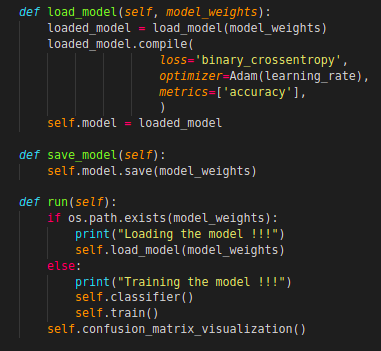 def load_model(self, model_weights):
    loaded_model = load_model(model_weights)
    loaded_model.compile(
                    loss='binary_crossentropy',
                    optimizer=Adam(learning_rate),
                    metrics=['accuracy'],
                    )
    self.model = loaded_model

def save_model(self):
    self.model.save(model_weights)

def run(self):
    if os.path.exists(model_weights):
        print("Loading the model !!!")
        self.load_model(model_weights)
    else:
        print("Training the model !!!")
        self.classifier()
        self.train()
    self.confusion_matrix_visualization()